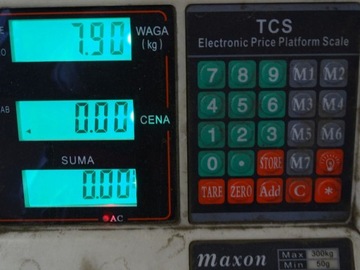 7.90
WAGA
(kg)
AB
0.00
CENA
SUMA
0.00
AC
TCS
Electronic Price Platform Scale
7 8 9 M1 M2
4 5 6 M3 M4
1 2 3 M5 M6
0 • STORE M7
TARE ZERO Add C *
maxon
Max 300kg
Min 50g